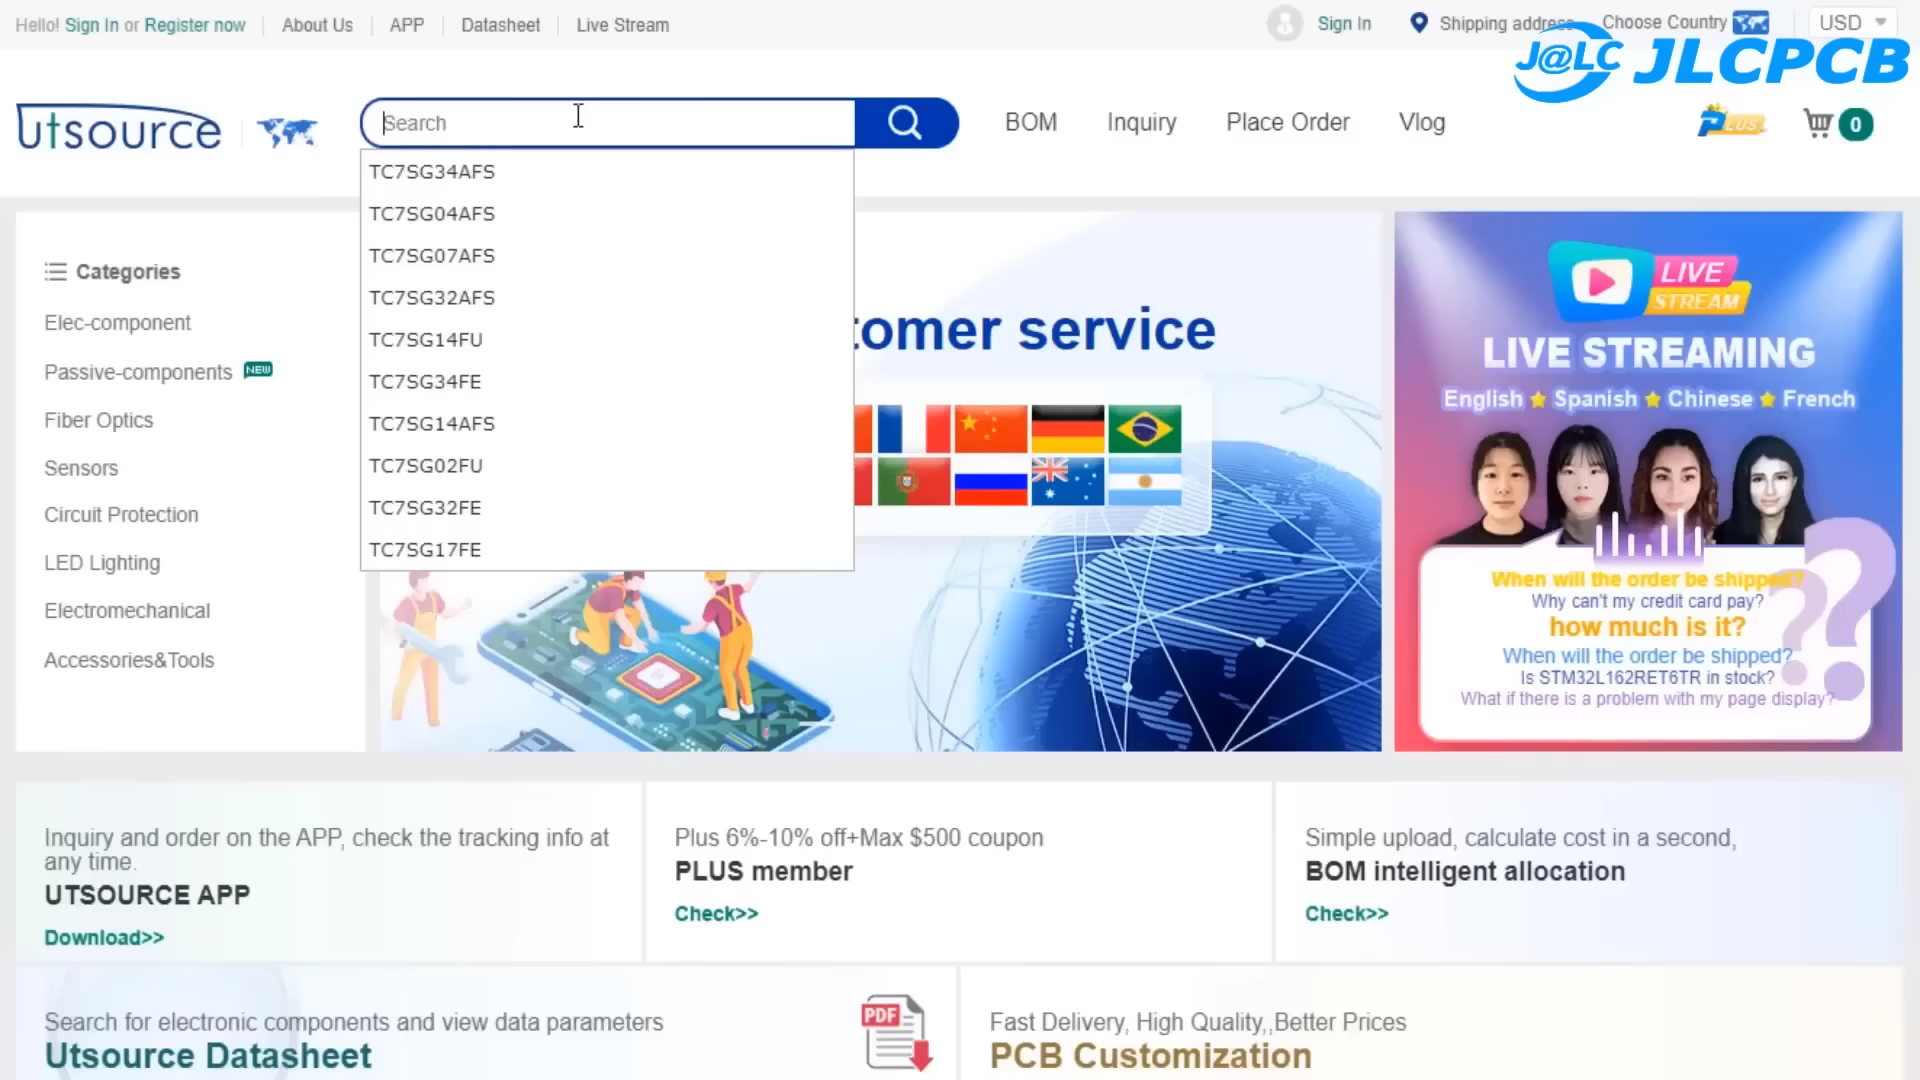 Hello! Sign In or Register now
About Us
APP
Datasheet
Live Stream
Sign In
Shipping address
Choose Country
USD
J@LC JLCPCB
utsource
Search
BOM
Inquiry
Place Order
Vlog
PLUS
0
TC7SG34AFS
TC7SG04AFS
TC7SG07AFS
TC7SG32AFS
TC7SG14FU
TC7SG34FE
TC7SG14AFS
TC7SG02FU
TC7SG32FE
TC7SG17FE
Categories
Elec-component
Passive-components NEW
Fiber Optics
Sensors
Circuit Protection
LED Lighting
Electromechanical
Accessories&Tools
tomer service
LIVE
STREAM
LIVE STREAMING
English Spanish Chinese French
When will the order be shipped?
Why can't my credit card pay?
how much is it?
When will the order be shipped?
Is STM32L162RET6TR in stock?
What if there is a problem with my page display?
Inquiry and order on the APP, check the tracking info at
any time.
UTSOURCE APP
Download>>
Plus 6%-10% off+Max $500 coupon
PLUS member
Check>>
Simple upload, calculate cost in a second,
BOM intelligent allocation
Check>>
Search for electronic components and view data parameters
Utsource Datasheet
PDF
Fast Delivery, High Quality,,Better Prices
PCB Customization